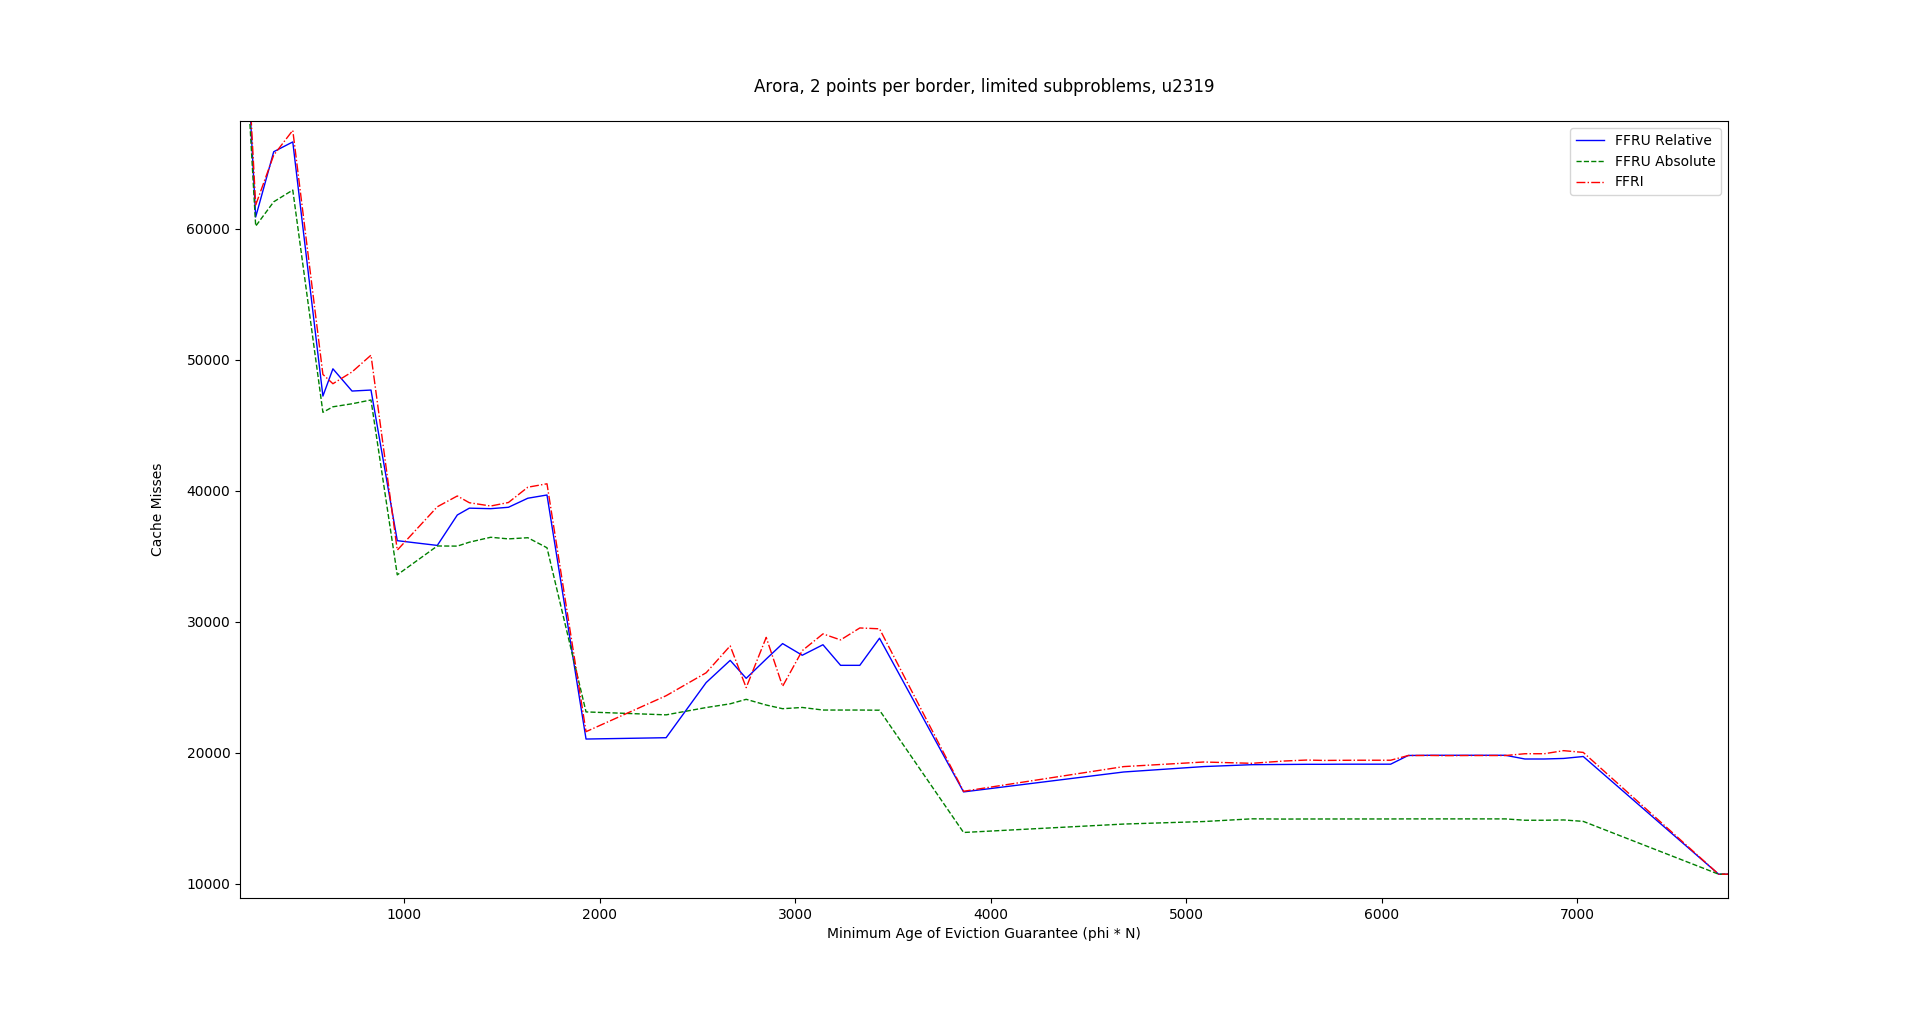 Arora, 2 points per border, limited subproblems, u2319
FFRU Relative
FFRU Absolute
FFRI
60000
50000
40000
30000
20000
10000
Cache Misses
1000 2000 3000 4000 5000 6000 7000
Minimum Age of Eviction Guarantee (phi * N)